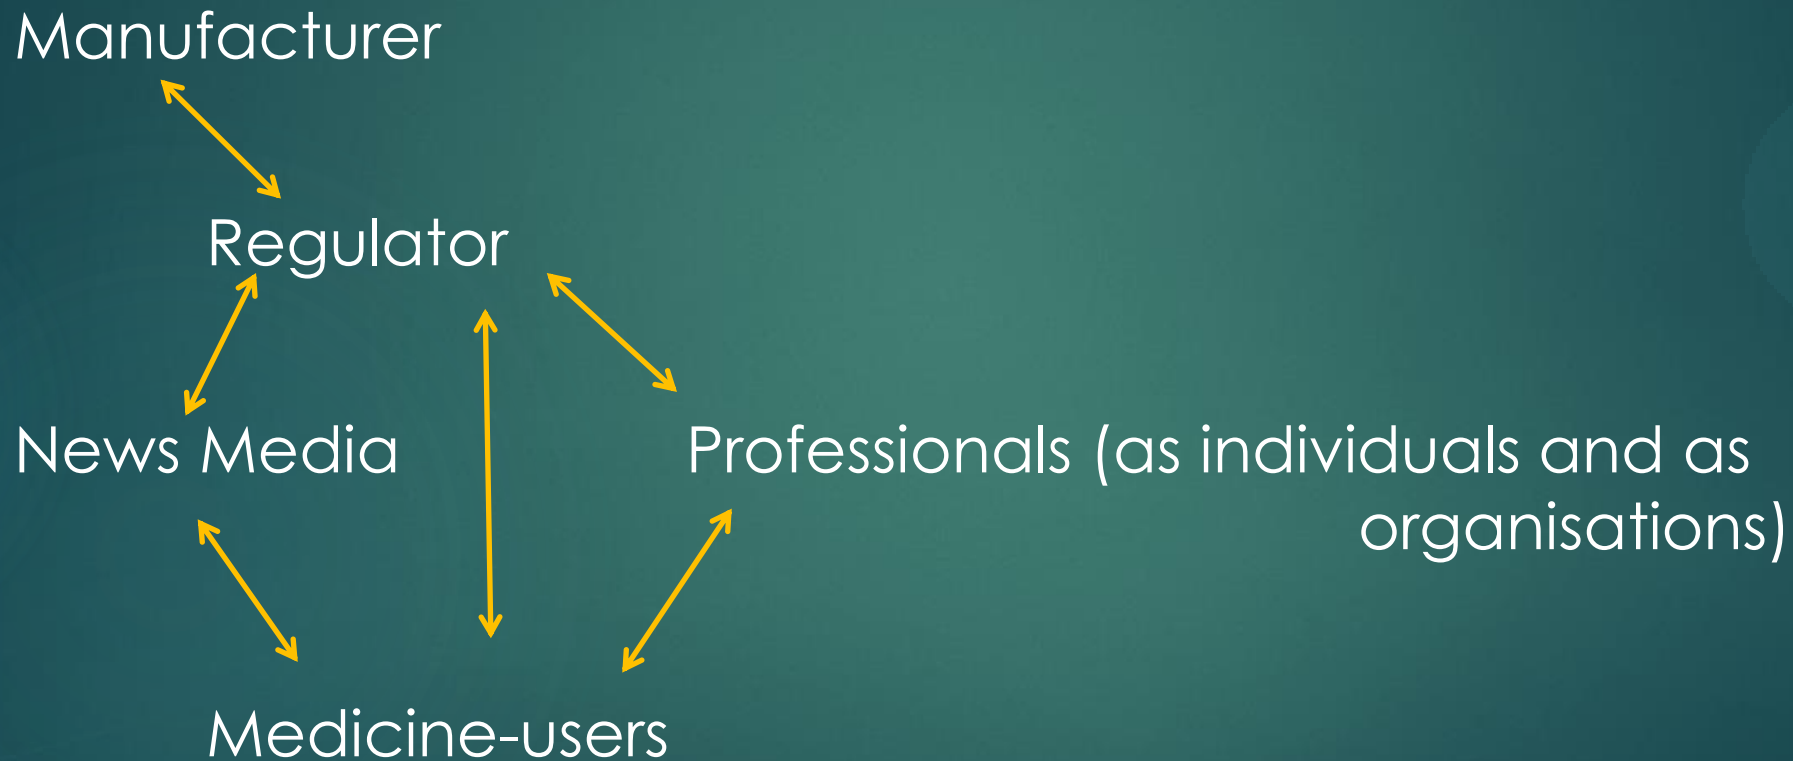 Manufacturer
Regulator
News Media
Professionals (as individuals and as
organisations)
Medicine-users